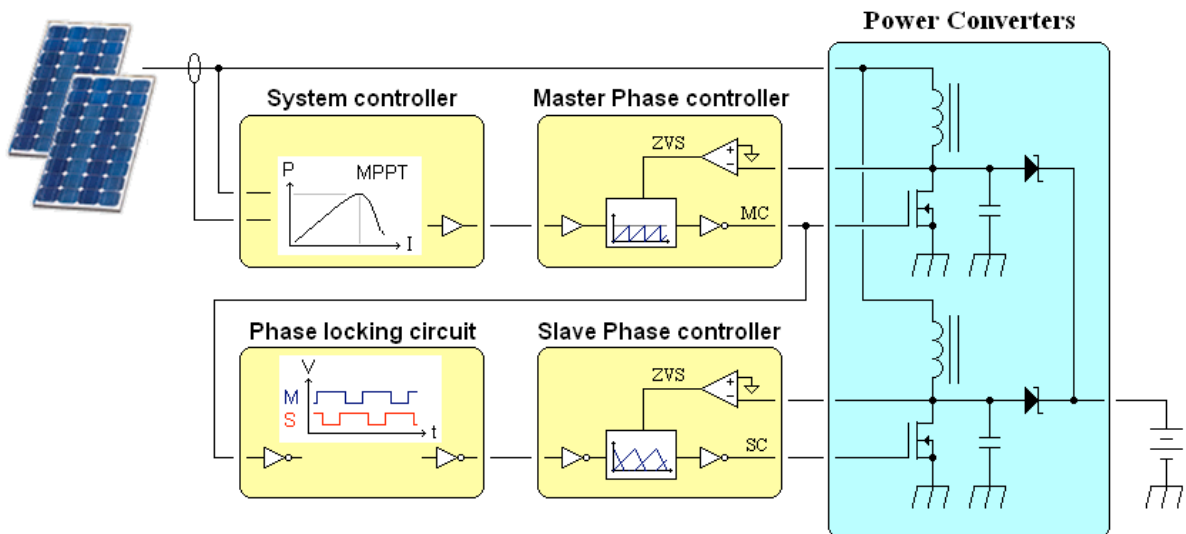 Power Converters
System controller
Master Phase controller
P
MPPT
I
ZVS
+
−
MC
Phase locking circuit
Slave Phase controller
V
M
S
t
ZVS
+
−
SC